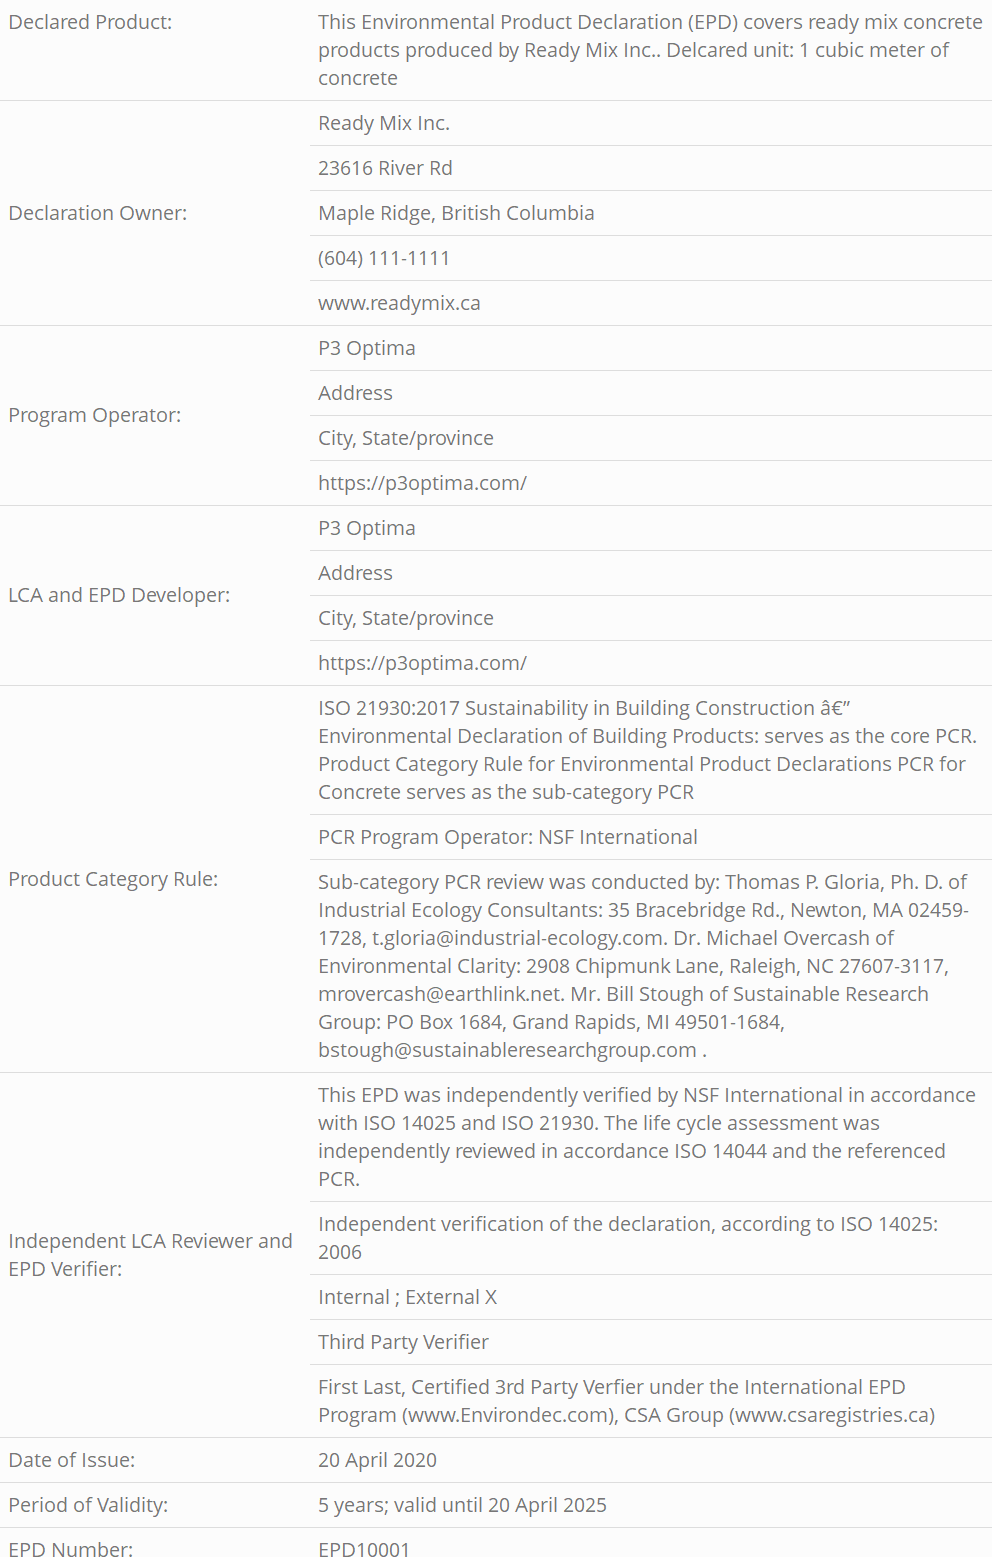 Declared Product:
This Environmental Product Declaration (EPD) covers ready mix concrete
products produced by Ready Mix Inc.. Delcared unit: 1 cubic meter of
concrete
Declaration Owner:
Ready Mix Inc.
23616 River Rd
Maple Ridge, British Columbia
(604) 111-1111
www.readymix.ca
Program Operator:
P3 Optima
Address
City, State/province
https://p3optima.com/
LCA and EPD Developer:
P3 Optima
Address
City, State/province
https://p3optima.com/
Product Category Rule:
ISO 21930:2017 Sustainability in Building Construction â€”
Environmental Declaration of Building Products: serves as the core PCR.
Product Category Rule for Environmental Product Declarations PCR for
Concrete serves as the sub-category PCR
PCR Program Operator: NSF International
Sub-category PCR review was conducted by: Thomas P. Gloria, Ph. D. of
Industrial Ecology Consultants: 35 Bracebridge Rd., Newton, MA 02459-
1728, t.gloria@industrial-ecology.com. Dr. Michael Overcash of
Environmental Clarity: 2908 Chipmunk Lane, Raleigh, NC 27607-3117,
mrovercash@earthlink.net. Mr. Bill Stough of Sustainable Research
Group: PO Box 1684, Grand Rapids, MI 49501-1684,
bstough@sustainableresearchgroup.com .
Independent LCA Reviewer and
EPD Verifier:
This EPD was independently verified by NSF International in accordance
with ISO 14025 and ISO 21930. The life cycle assessment was
independently reviewed in accordance ISO 14044 and the referenced
PCR.
Independent verification of the declaration, according to ISO 14025:
2006
Internal ; External X
Third Party Verifier
First Last, Certified 3rd Party Verfier under the International EPD
Program (www.Environdec.com), CSA Group (www.csaregistries.ca)
Date of Issue:
20 April 2020
Period of Validity:
5 years; valid until 20 April 2025
EPD Number:
EPD10001